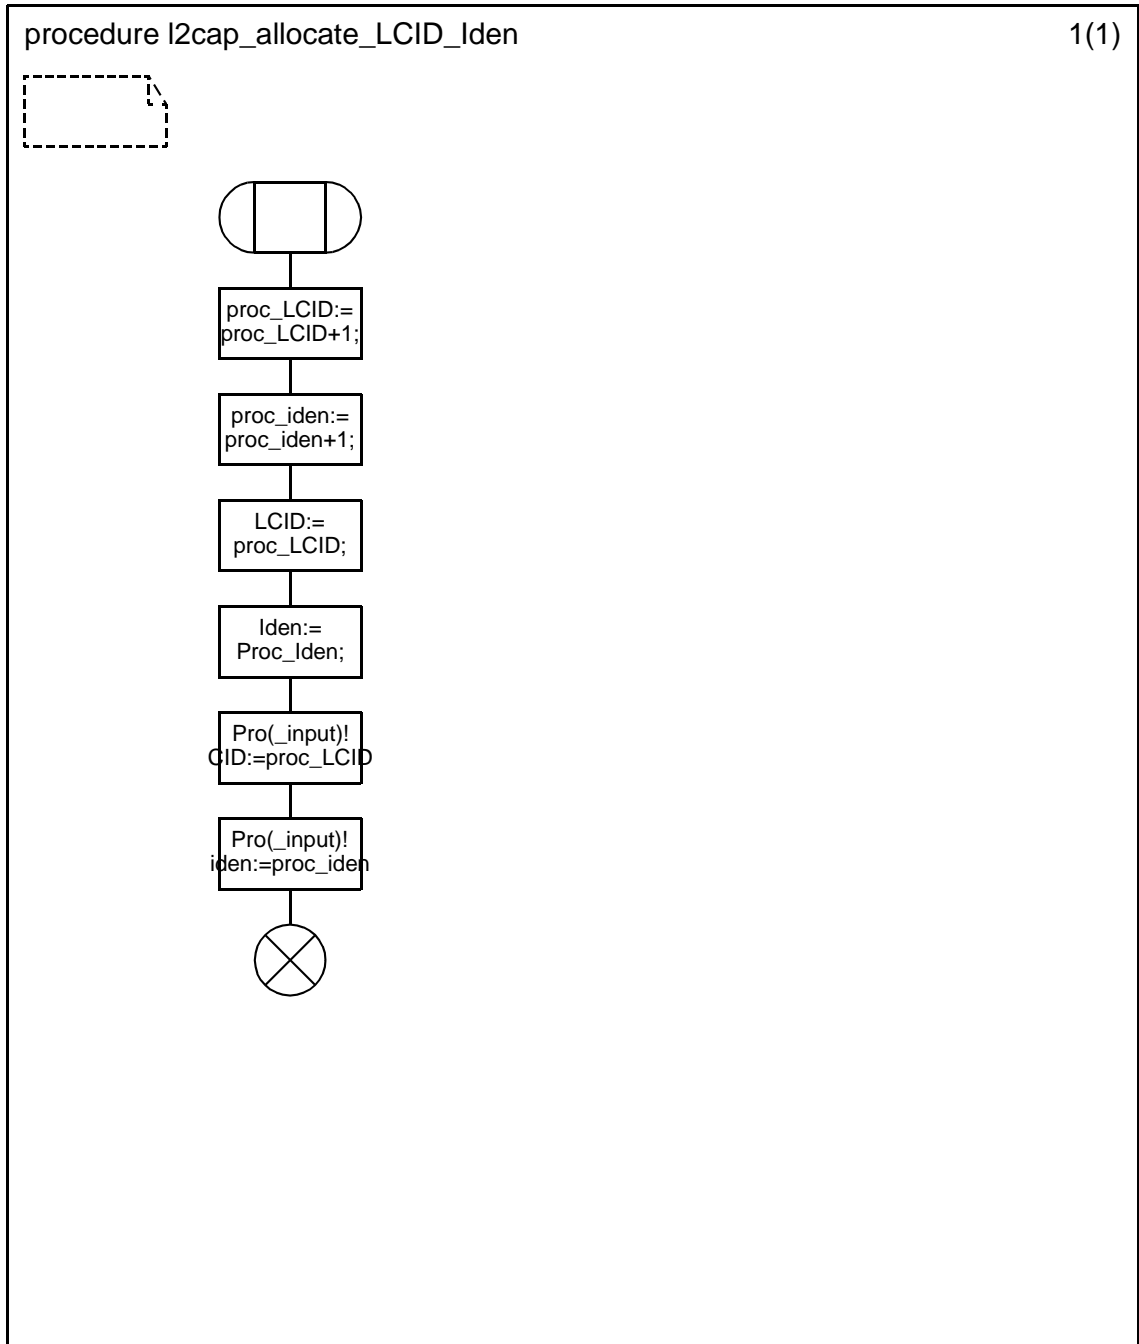 procedure l2cap_allocate_LCID_Iden 1(1)
proc_LCID:=
proc_LCID+1;
proc_iden:=
proc_iden+1;
LCID:=
proc_LCID;
Iden:=
Proc_Iden;
Pro(_input)!
CID:=proc_LCID
Pro(_input)!
iden:=proc_iden